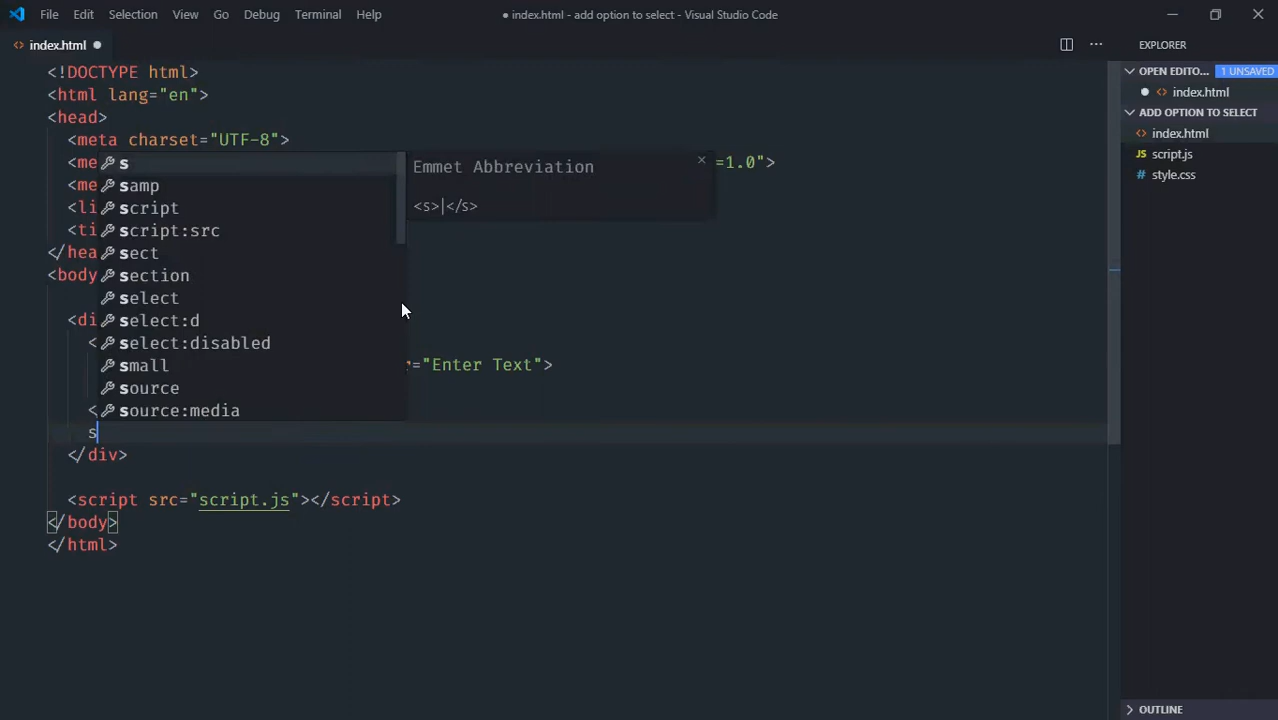 File Edit Selection View Go Debug Terminal Help
● index.html - add option to select - Visual Studio Code
index.html
EXPLORER
OPEN EDITO... 1 UNSAVED
index.html
ADD OPTION TO SELECT
index.html
JS script.js
# style.css
OUTLINE
<!DOCTYPE html>
<html lang="en">
<head>
<meta charset="UTF-8">
<me =1.0">
<me
<li
<ti
</hea
<body
<di
<
r="Enter Text">
<
s
</div>
<script src="script.js"></script>
</body>
</html>
s
samp
script
script:src
sect
section
select
select:d
select:disabled
small
source
source:media
Emmet Abbreviation
<s>|</s>